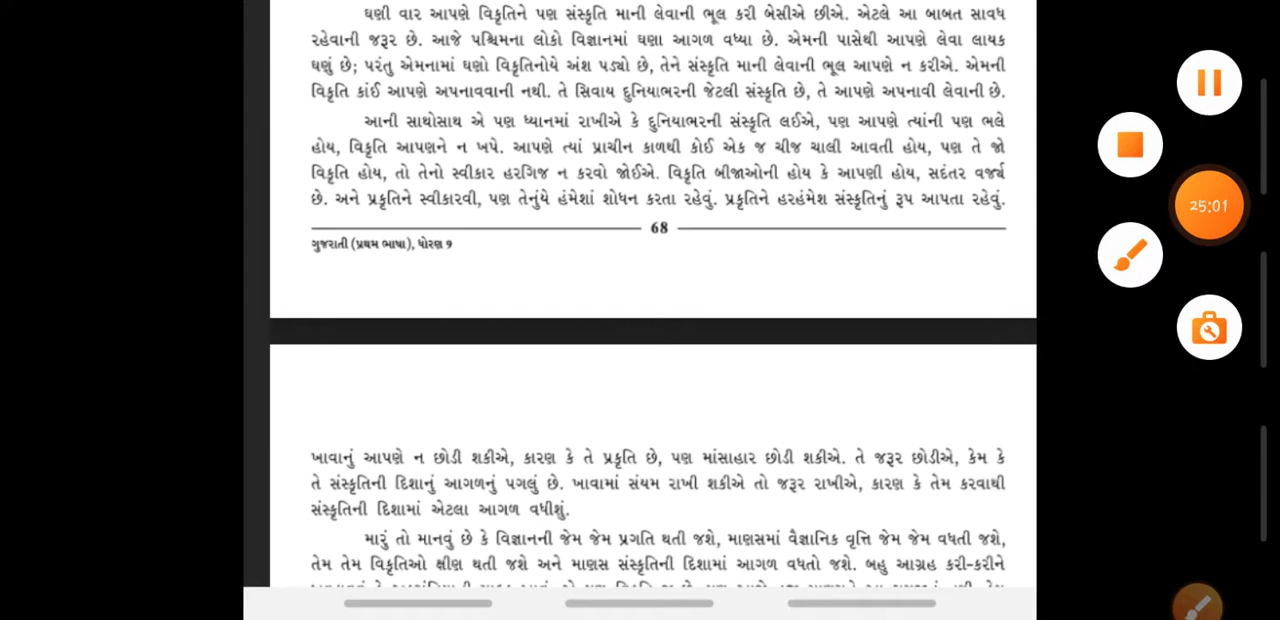 ઘણી વાર આપણે વિકૃતિને પણ સંસ્કૃતિ માની લેવાની ભૂલ કરી બેસીએ છીએ. એટલે આ બાબત સાવધ
રહેવાની જરૂર છે. આજે પશ્ચિમના લોકો વિજ્ઞાનમાં ઘણા આગળ વધ્યા છે. એમની પાસેથી આપણે લેવા લાયક
ઘણું છે; પરંતુ એમનામાં ઘણો વિકૃતિનોયે અંશ પડ્યો છે, તેને સંસ્કૃતિ માની લેવાની ભૂલ આપણે ન કરીએ. એમની
વિકૃતિ કાંઈ આપણે અપનાવવાની નથી. તે સિવાય દુનિયાભરની જેટલી સંસ્કૃતિ છે, તે આપણે અપનાવી લેવાની છે.
આની સાથોસાથ એ પણ ધ્યાનમાં રાખીએ કે દુનિયાભરની સંસ્કૃતિ લઈએ, પણ આપણે ત્યાંની પણ ભલે
હોય, વિકૃતિ આપણને ન ખપે. આપણે ત્યાં પ્રાચીન કાળથી કોઈ એક જ ચીજ ચાલી આવતી હોય, પણ તે જો
વિકૃતિ હોય, તો તેનો સ્વીકાર હરગિજ ન કરવો જોઈએ. વિકૃતિ બીજાઓની હોય કે આપણી હોય, સદંતર વર્જ્ય
છે. અને પ્રકૃતિને સ્વીકારવી, પણ તેનુંયે હંમેશાં શોધન કરતા રહેવું. પ્રકૃતિને હરહંમેશ સંસ્કૃતિનું રૂપ આપતા રહેવું.
68
ગુજરાતી (પ્રથમ ભાષા), ધોરણ 9
25:01
ખાવાનું આપણે ન છોડી શકીએ, કારણ કે તે પ્રકૃતિ છે, પણ માંસાહાર છોડી શકીએ. તે જરૂર છોડીએ, કેમ કે
તે સંસ્કૃતિની દિશાનું આગળનું પગલું છે. ખાવામાં સંયમ રાખી શકીએ તો જરૂર રાખીએ, કારણ કે તેમ કરવાથી
સંસ્કૃતિની દિશામાં એટલા આગળ વધીશું.
મારું તો માનવું છે કે વિજ્ઞાનની જેમ જેમ પ્રગતિ થતી જશે, માણસમાં વૈજ્ઞાનિક વૃત્તિ જેમ જેમ વધતી જશે,
તેમ તેમ વિકૃતિઓ ક્ષીણ થતી જશે અને માણસ સંસ્કૃતિની દિશામાં આગળ વધતો જશે. બહુ આગ્રહ કરી-કરીને